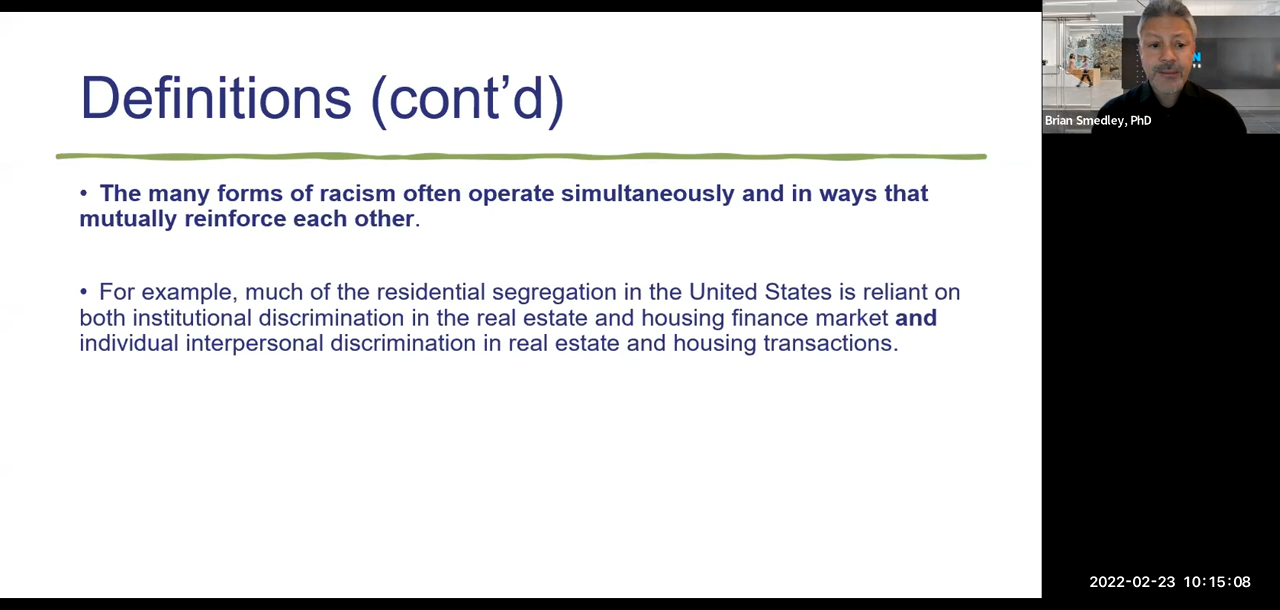 Definitions (cont’d)
• The many forms of racism often operate simultaneously and in ways that
mutually reinforce each other.
• For example, much of the residential segregation in the United States is reliant on
both institutional discrimination in the real estate and housing finance market and
individual interpersonal discrimination in real estate and housing transactions.
Brian Smedley, PhD
2022-02-23 10:15:08